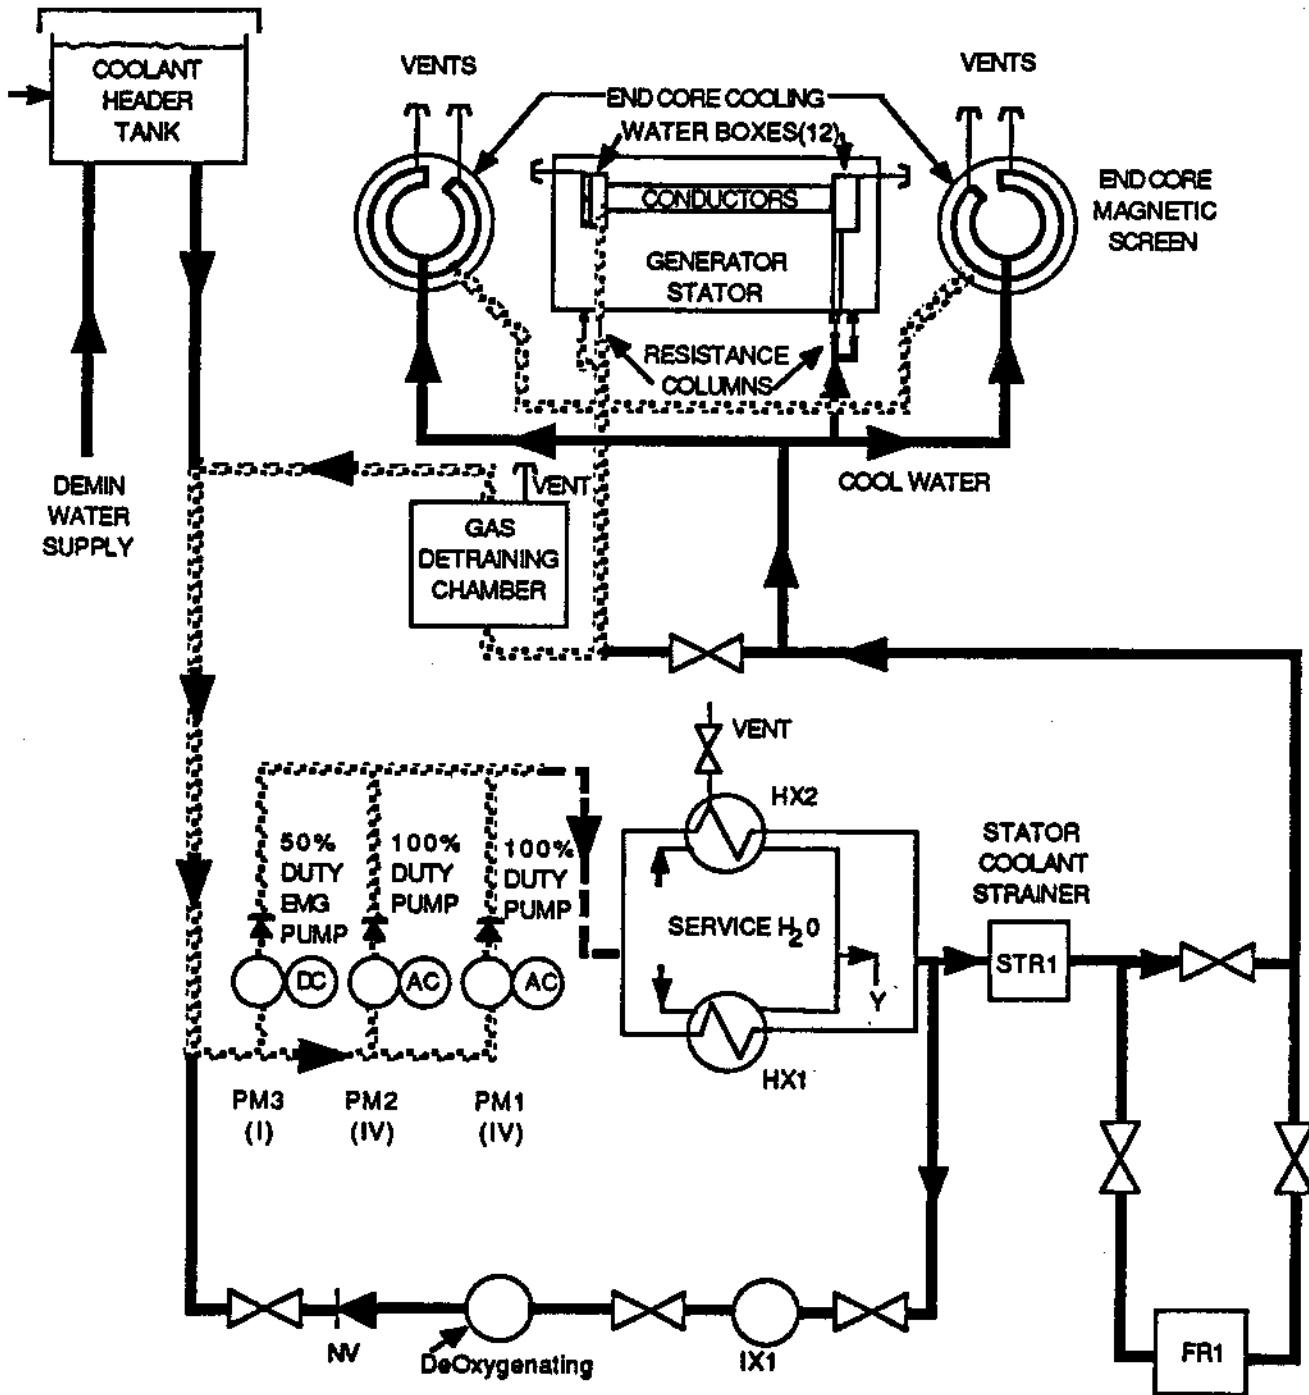 COOLANT
HEADER
TANK
VENTS
END CORE COOLING
WATER BOXES(12)
VENTS
CONDUCTORS
GENERATOR
STATOR
END CORE
MAGNETIC
SCREEN
RESISTANCE
COLUMNS
COOL WATER
DEMIN
WATER
SUPPLY
VENT
GAS
DETRAINING
CHAMBER
VENT
HX2
50%
DUTY
EMG
PUMP
100%
DUTY
PUMP
100%
DUTY
PUMP
SERVICE H2O
Y
STATOR
COOLANT
STRAINER
STR1
DC
AC
AC
HX1
PM3
(I)
PM2
(IV)
PM1
(IV)
NV
DeOxygenating
IX1
FR1